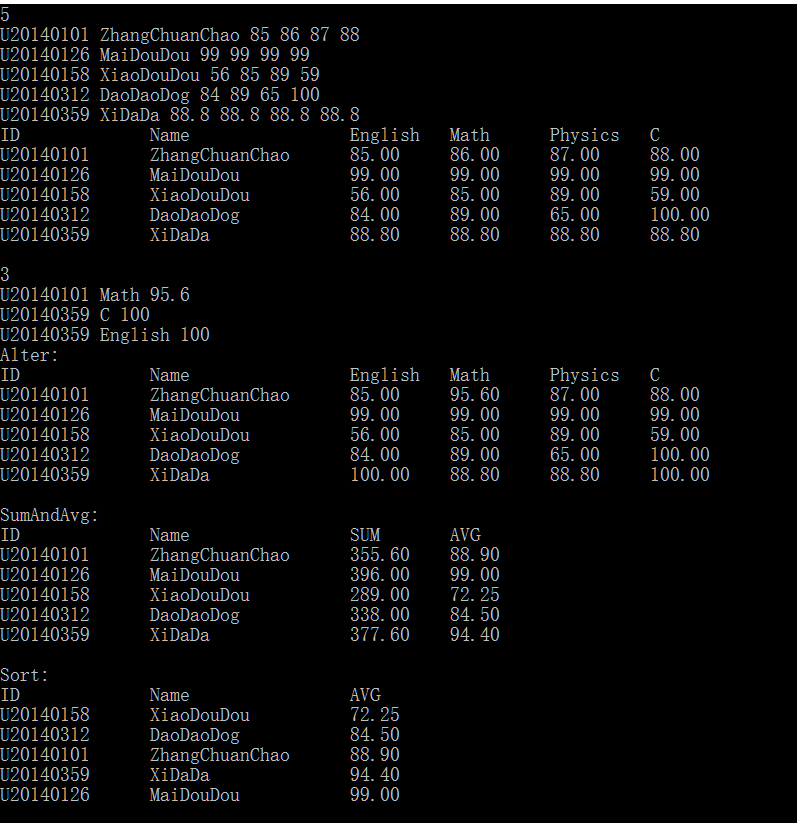 5
U20140101 ZhangChuanChao 85 86 87 88
U20140126 MaiDouDou 99 99 99 99
U20140158 XiaoDouDou 56 85 89 59
U20140312 DaoDaoDog 84 89 65 100
U20140359 XiDaDa 88.8 88.8 88.8 88.8
ID             Name                English   Math      Physics   C
U20140101      ZhangChuanChao      85.00     86.00     87.00     88.00
U20140126      MaiDouDou           99.00     99.00     99.00     99.00
U20140158      XiaoDouDou          56.00     85.00     89.00     59.00
U20140312      DaoDaoDog           84.00     89.00     65.00     100.00
U20140359      XiDaDa              88.80     88.80     88.80     88.80

3
U20140101 Math 95.6
U20140359 C 100
U20140359 English 100
Alter:
ID             Name                English   Math      Physics   C
U20140101      ZhangChuanChao      85.00     95.60     87.00     88.00
U20140126      MaiDouDou           99.00     99.00     99.00     99.00
U20140158      XiaoDouDou          56.00     85.00     89.00     59.00
U20140312      DaoDaoDog           84.00     89.00     65.00     100.00
U20140359      XiDaDa              100.00    88.80     88.80     100.00

SumAndAvg:
ID             Name                SUM       AVG
U20140101      ZhangChuanChao      355.60    88.90
U20140126      MaiDouDou           396.00    99.00
U20140158      XiaoDouDou          289.00    72.25
U20140312      DaoDaoDog           338.00    84.50
U20140359      XiDaDa              377.60    94.40

Sort:
ID             Name                AVG
U20140158      XiaoDouDou          72.25
U20140312      DaoDaoDog           84.50
U20140101      ZhangChuanChao      88.90
U20140359      XiDaDa              94.40
U20140126      MaiDouDou           99.00